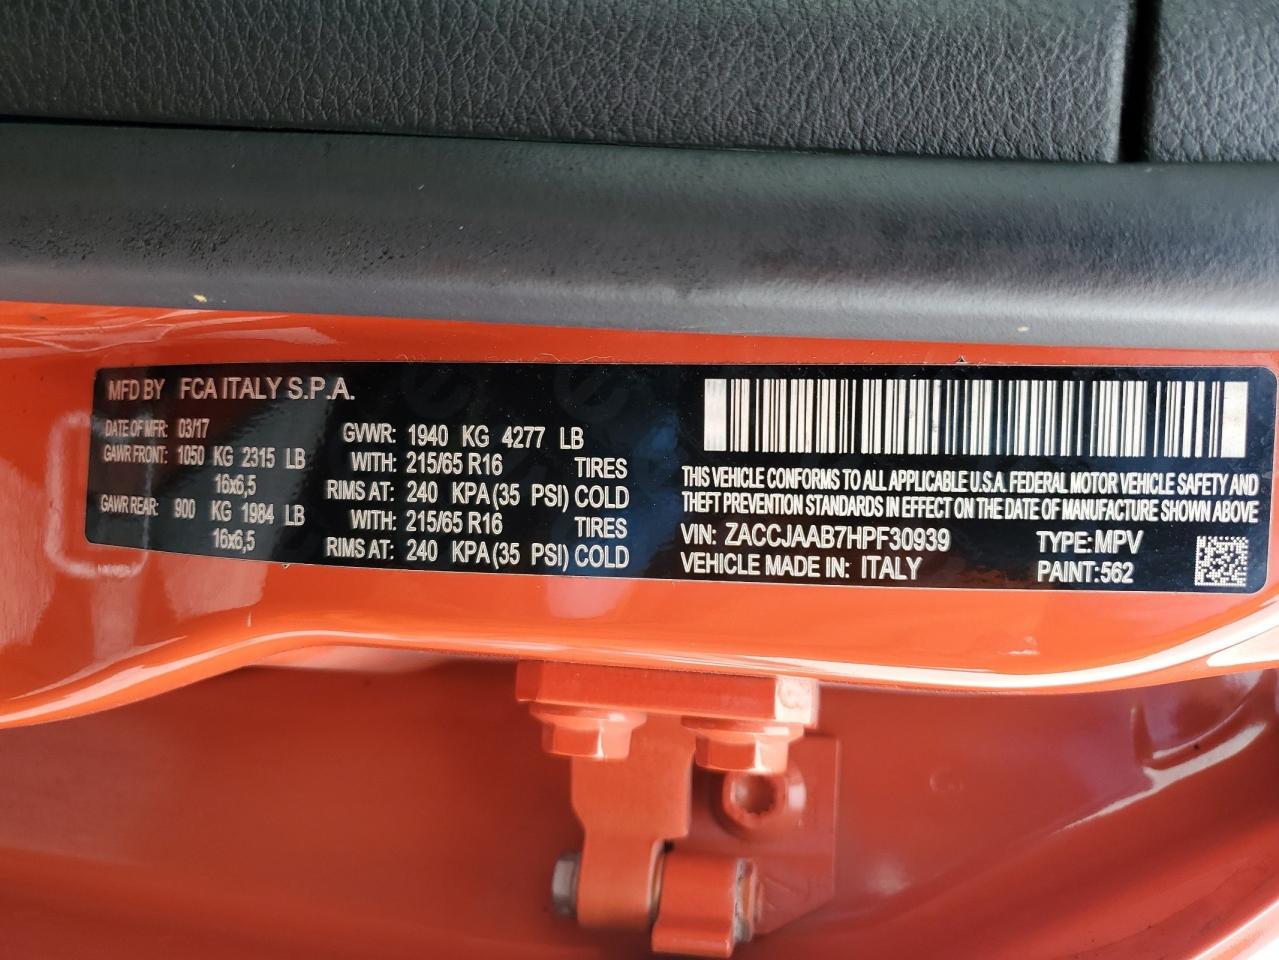 MFD BY FCA ITALY S.P.A.
DATE OF MFR: 03/17 GVWR: 1940 KG 4277 LB
GAWR FRONT: 1050 KG 2315 LB WITH: 215/65 R16 TIRES
16x6,5 RIMS AT: 240 KPA(35 PSI) COLD
GAWR REAR: 900 KG 1984 LB WITH: 215/65 R16 TIRES
16x6,5 RIMS AT: 240 KPA(35 PSI) COLD
THIS VEHICLE CONFORMS TO ALL APPLICABLE U.S.A. FEDERAL MOTOR VEHICLE SAFETY AND
THEFT PREVENTION STANDARDS IN EFFECT ON THE DATE OF MANUFACTURE SHOWN ABOVE
VIN: ZACCJAAB7HPF30939 TYPE: MPV
VEHICLE MADE IN: ITALY PAINT: 562